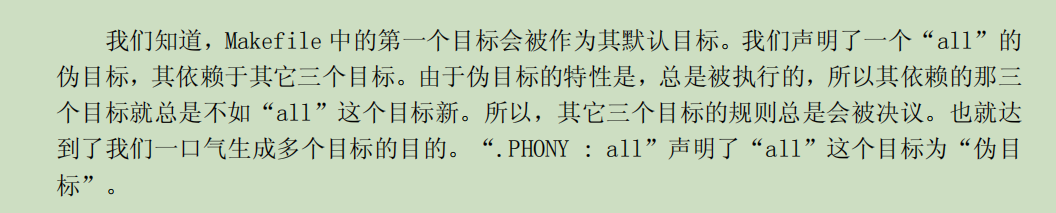 我们知道，Makefile 中的第一个目标会被作为其默认目标。我们声明了一个“all”的
伪目标，其依赖于其它三个目标。由于伪目标的特性是，总是被执行的，所以其依赖的那三
个目标就总是不如“all”这个目标新。所以，其它三个目标的规则总是会被决议。也就达
到了我们一口气生成多个目标的目的。“.PHONY : all”声明了“all”这个目标为“伪目
标”。